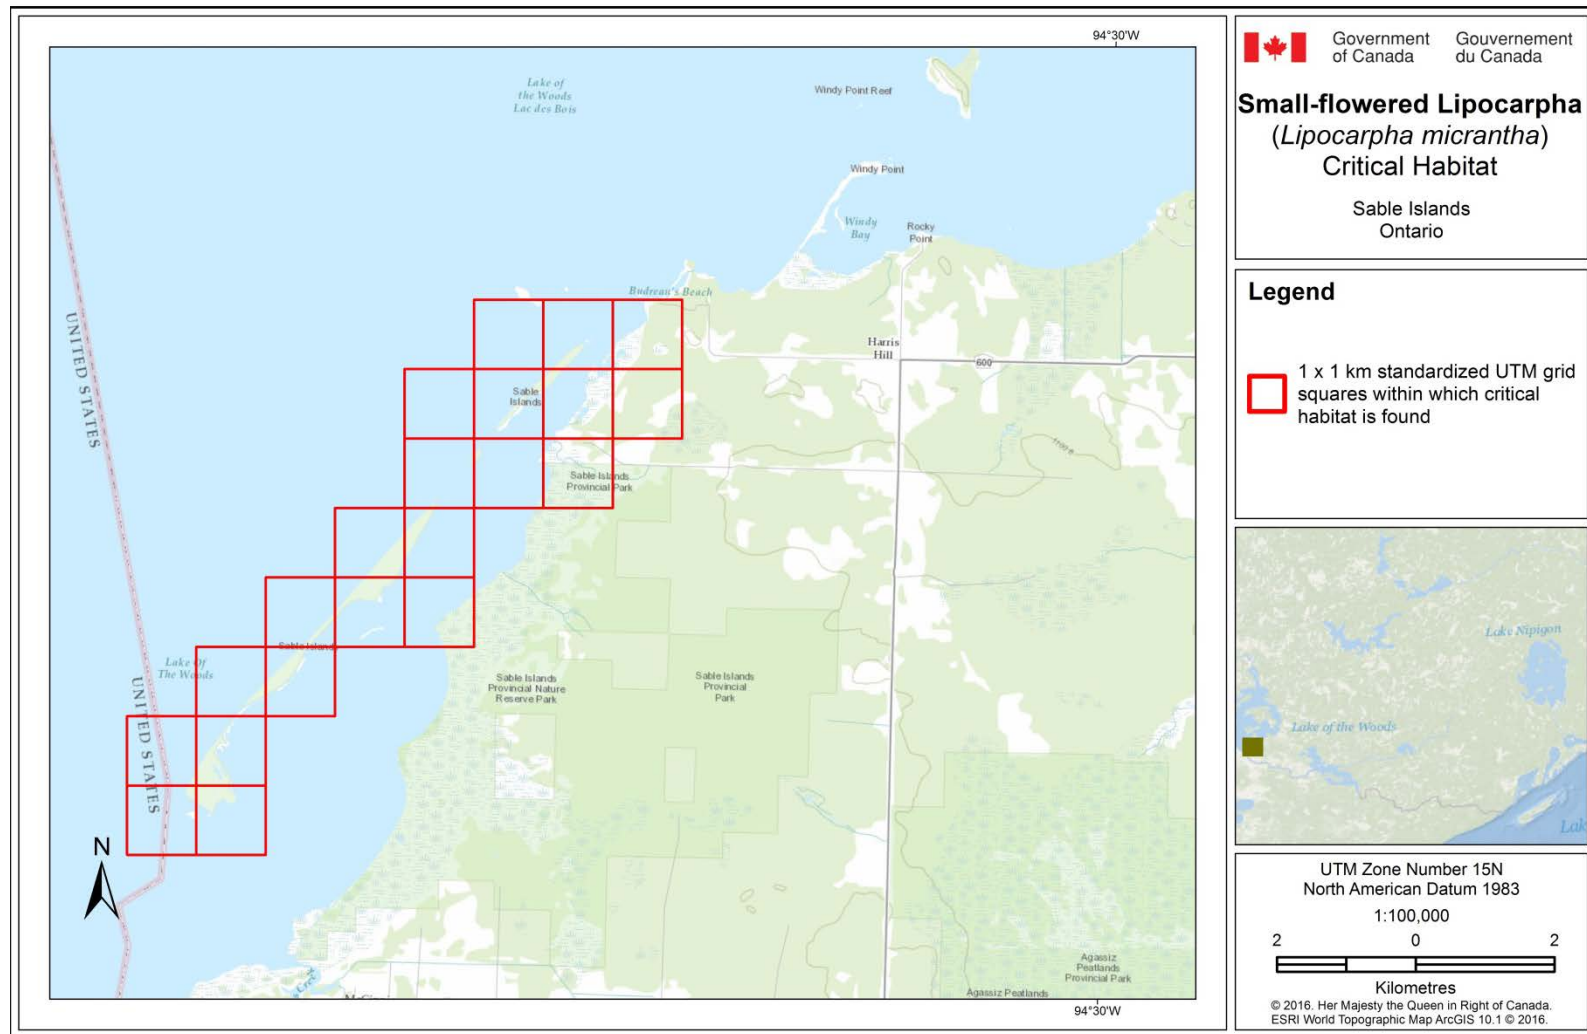 94°30'W
Lake of
the Woods
Lac des Bois
Windy Point Reef
Windy Point
Windy
Bay
Rocky
Point
Budreau's Beach
Harris
Hill
600
UNITED STATES
Sable
Islands
1100 ft
Sable Islands
Provincial Park
Sable Islands
Lake Of
The Woods
Sable Islands
Provincial Nature
Reserve Park
Sable Islands
Provincial
Park
UNITED STATES
N
Agassiz
Peatlands
Provincial Park
Agassiz Peatlands
94°30'W
Government
of Canada
Gouvernement
du Canada
Small-flowered Lipocarpha
(Lipocarpha micrantha)
Critical Habitat
Sable Islands
Ontario
Legend
1 x 1 km standardized UTM grid
squares within which critical
habitat is found
Lake Nipigon
Lake of the Woods
Lak
UTM Zone Number 15N
North American Datum 1983
1:100,000
2 0 2
Kilometres
© 2016. Her Majesty the Queen in Right of Canada.
ESRI World Topographic Map ArcGIS 10.1 © 2016.